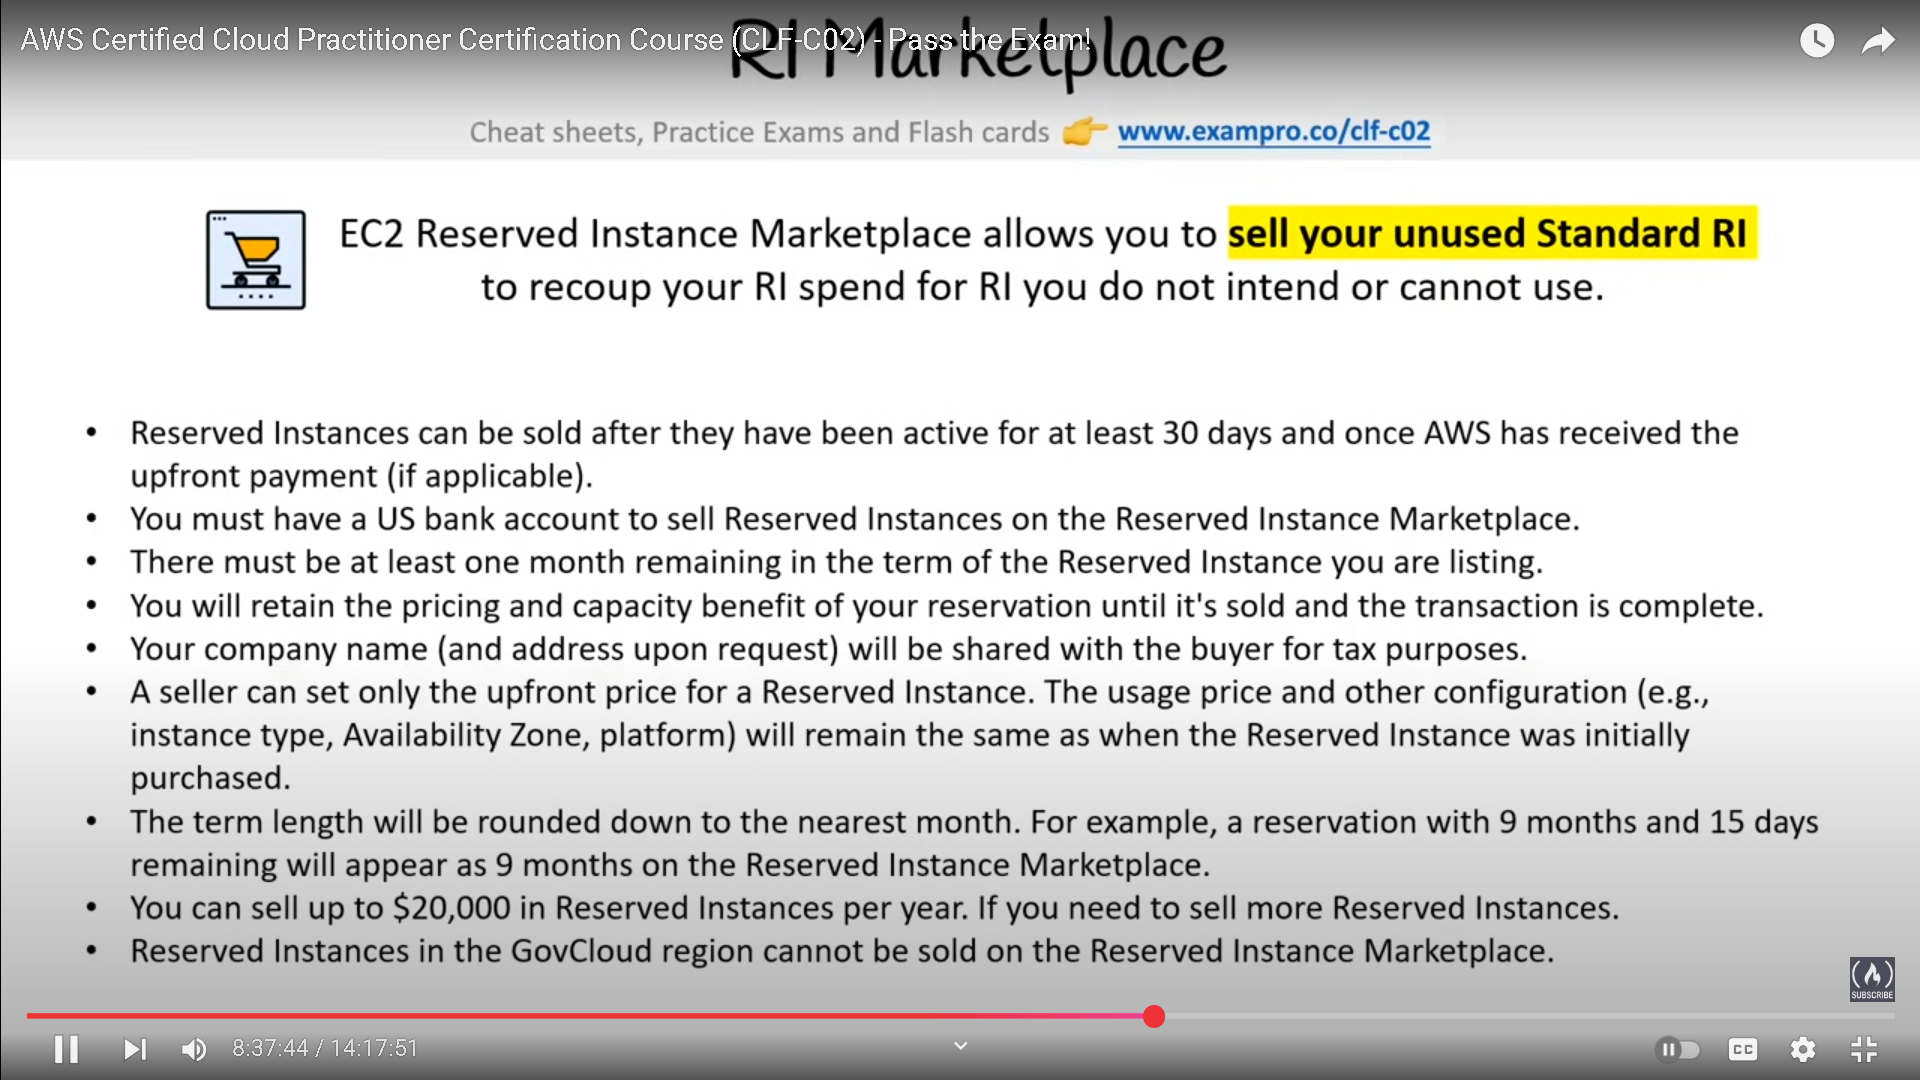 AWS Certified Cloud Practitioner Certification Course (CLF-C02) - Pass the Exam!
RI Marketplace
Cheat sheets, Practice Exams and Flash cards 👉 www.exampro.co/clf-c02
EC2 Reserved Instance Marketplace allows you to sell your unused Standard RI
to recoup your RI spend for RI you do not intend or cannot use.
• Reserved Instances can be sold after they have been active for at least 30 days and once AWS has received the
upfront payment (if applicable).
• You must have a US bank account to sell Reserved Instances on the Reserved Instance Marketplace.
• There must be at least one month remaining in the term of the Reserved Instance you are listing.
• You will retain the pricing and capacity benefit of your reservation until it's sold and the transaction is complete.
• Your company name (and address upon request) will be shared with the buyer for tax purposes.
• A seller can set only the upfront price for a Reserved Instance. The usage price and other configuration (e.g.,
instance type, Availability Zone, platform) will remain the same as when the Reserved Instance was initially
purchased.
• The term length will be rounded down to the nearest month. For example, a reservation with 9 months and 15 days
remaining will appear as 9 months on the Reserved Instance Marketplace.
• You can sell up to $20,000 in Reserved Instances per year. If you need to sell more Reserved Instances.
• Reserved Instances in the GovCloud region cannot be sold on the Reserved Instance Marketplace.
SUBSCRIBE
8:37:44 / 14:17:51
CC